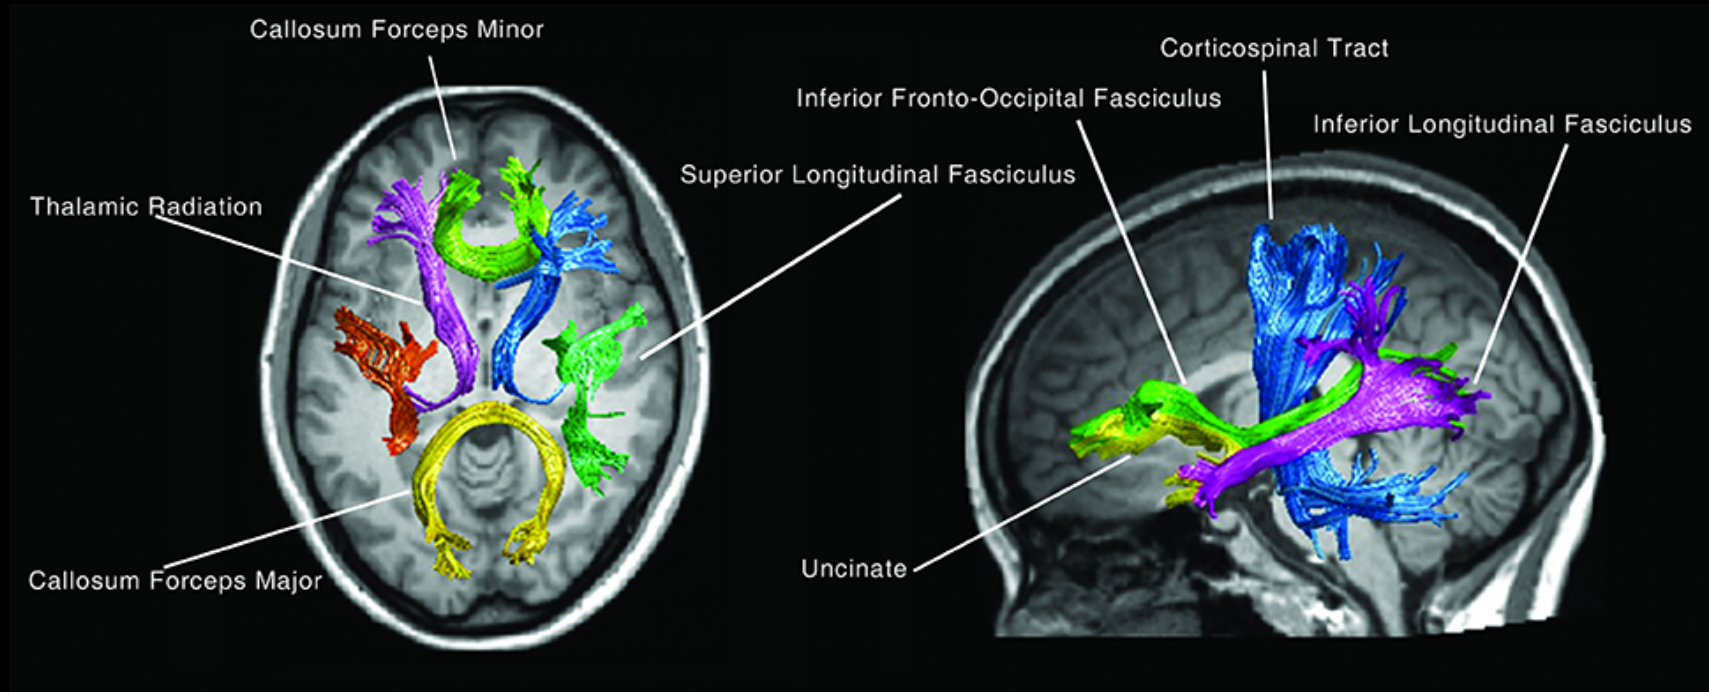 Callosum Forceps Minor
Thalamic Radiation
Superior Longitudinal Fasciculus
Callosum Forceps Major
Corticospinal Tract
Inferior Fronto-Occipital Fasciculus
Inferior Longitudinal Fasciculus
Uncinate